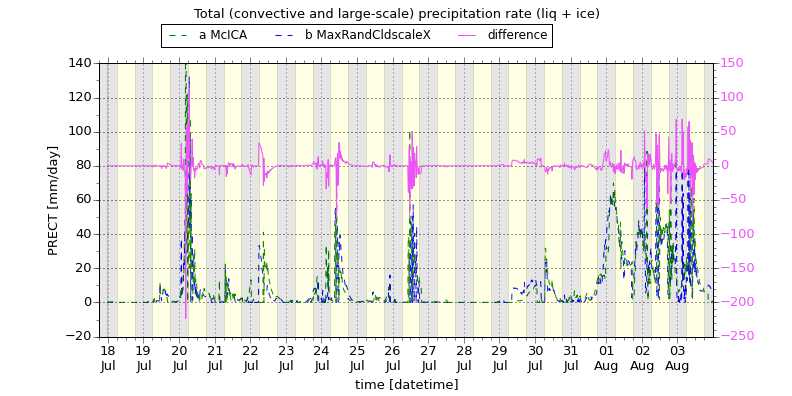 Total (convective and large-scale) precipitation rate (liq + ice)
a McICA b MaxRandCldscaleX difference
140 150
120 100
100 50
80 0
60 −50
40 −100
20 −150
0 −200
−20 −250
PRECT [mm/day]
18 19 20 21 22 23 24 25 26 27 28 29 30 31 01 02 03
Jul Jul Jul Jul Jul Jul Jul Jul Jul Jul Jul Jul Jul Jul Aug Aug Aug
time [datetime]